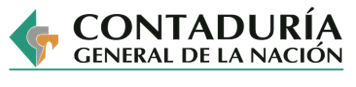 CONTADURÍA
GENERAL DE LA NACIÓN